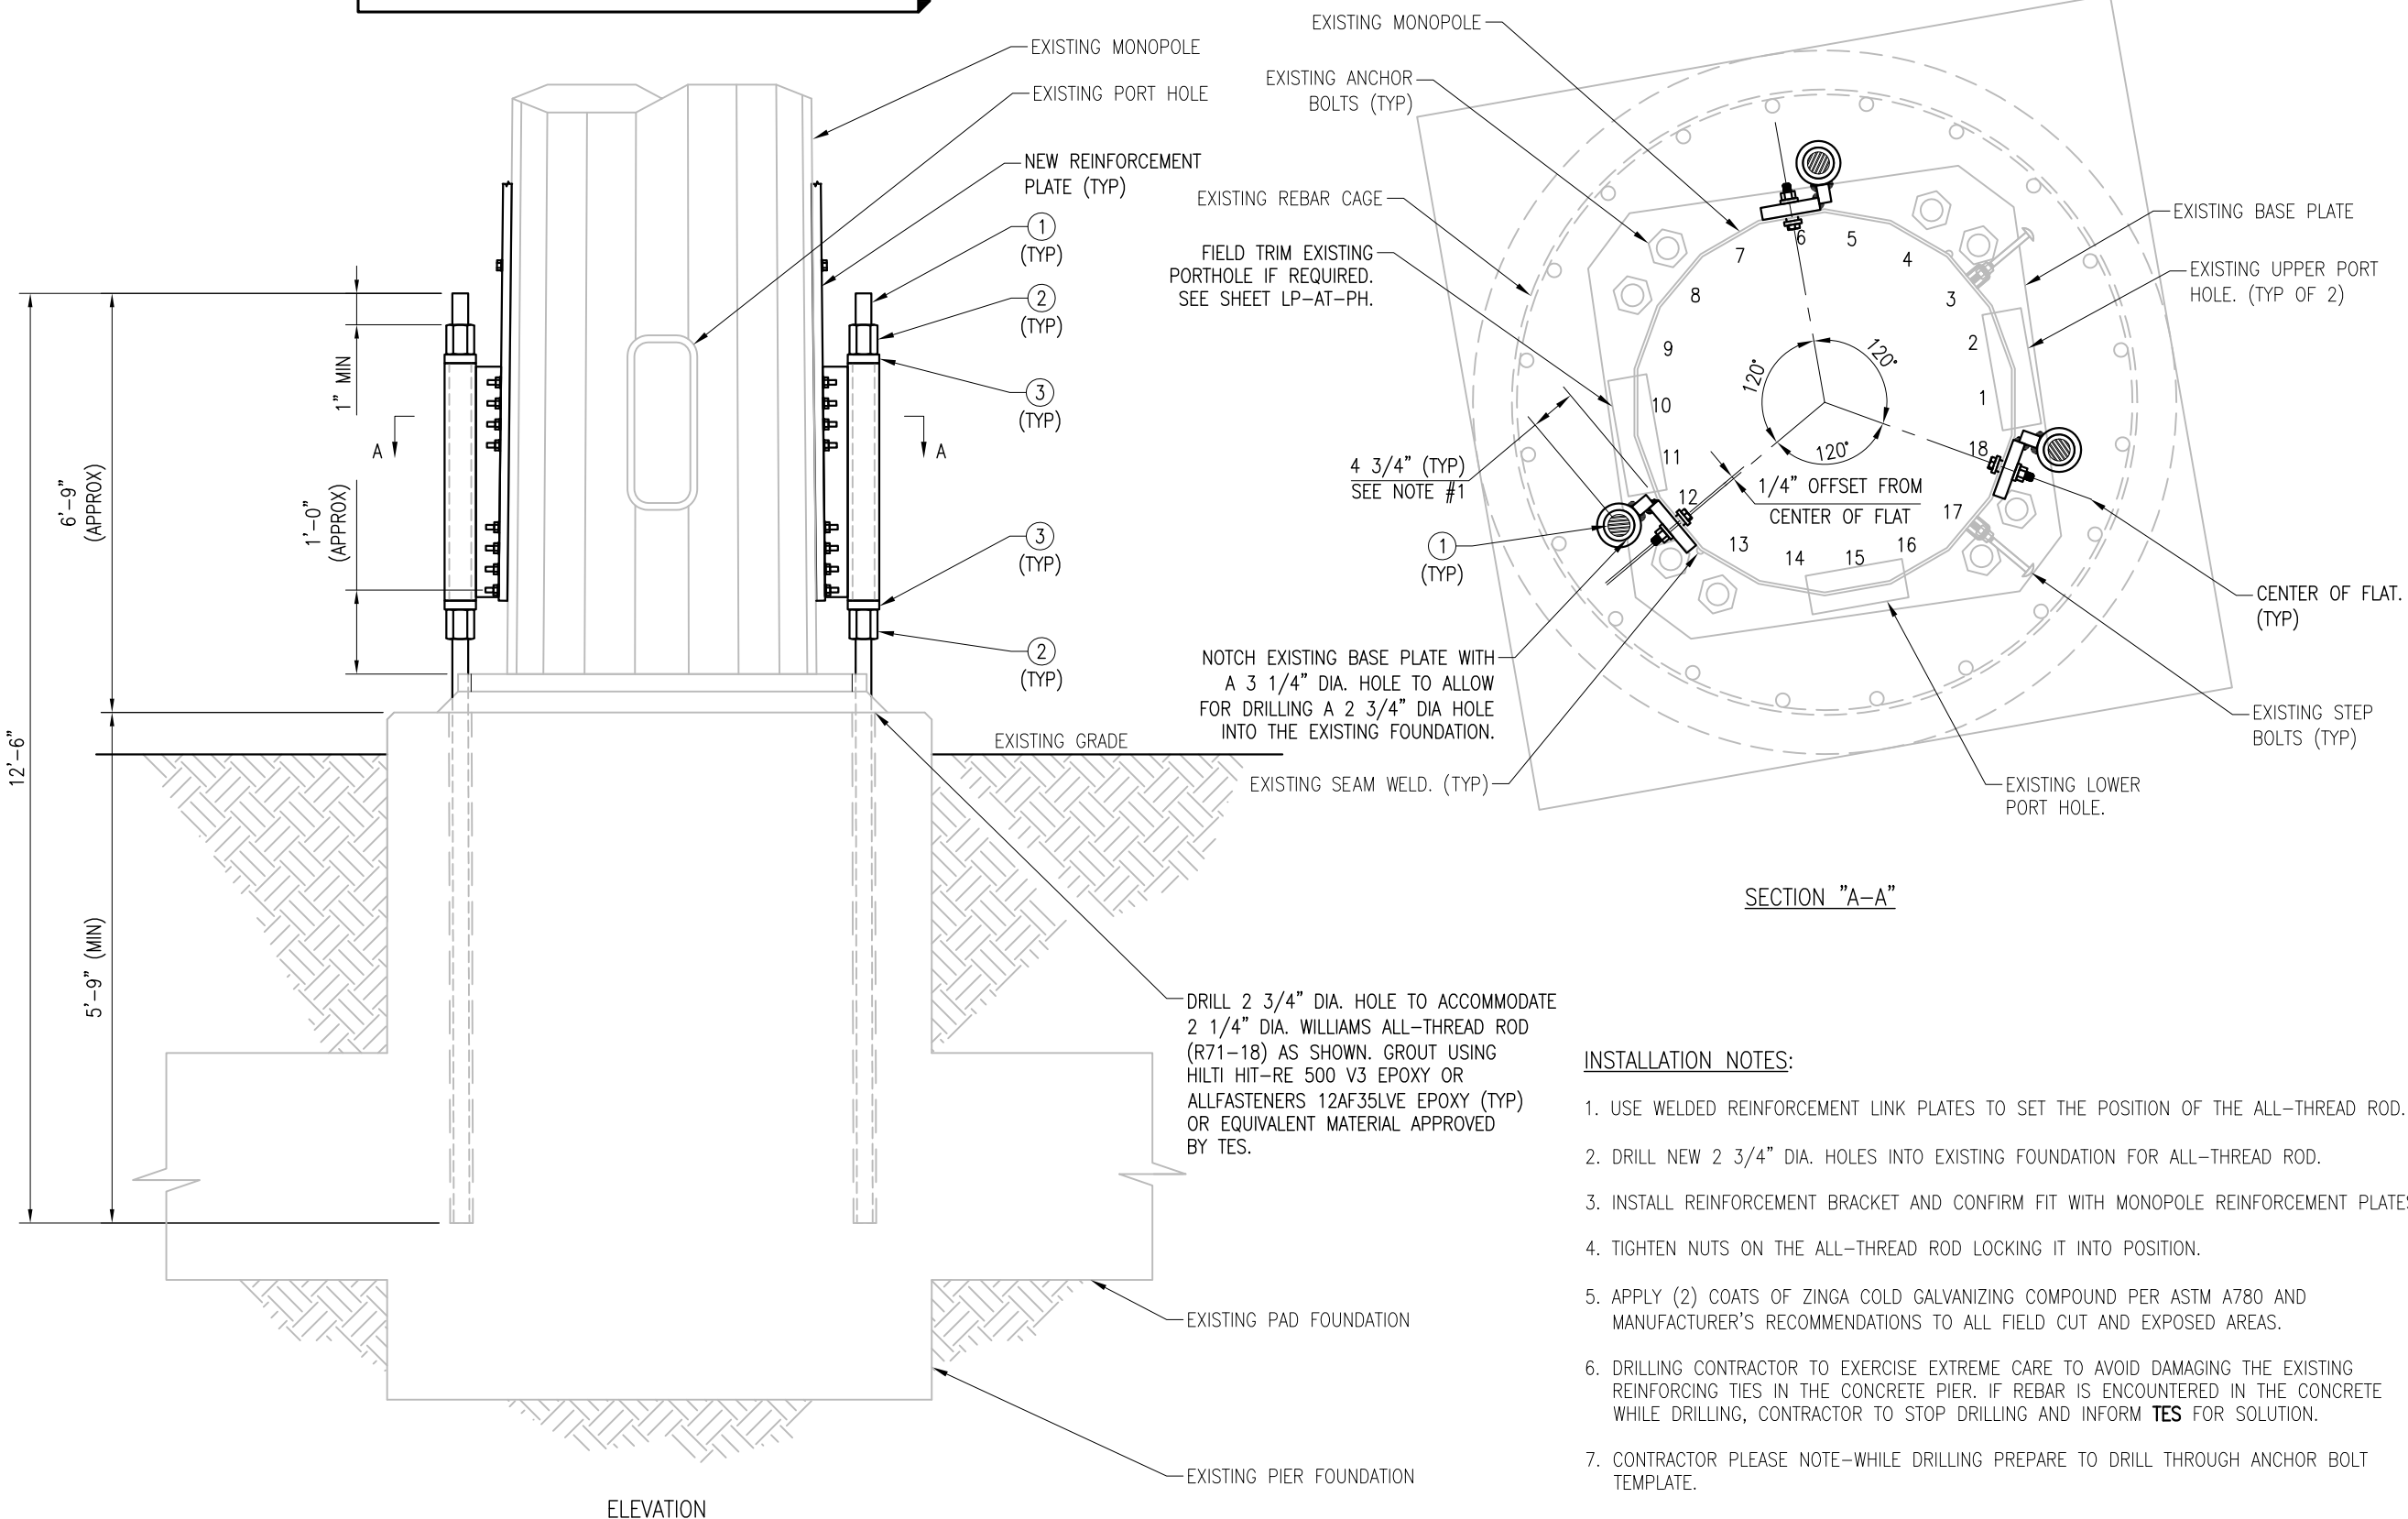 EXISTING MONOPOLE
EXISTING PORT HOLE
NEW REINFORCEMENT
PLATE (TYP)
1
(TYP)
2
(TYP)
3
(TYP)
3
(TYP)
2
(TYP)
1" MIN
A
A
6'-9"
(APPROX)
1'-0"
(APPROX)
12'-6"
5'-9" (MIN)
EXISTING GRADE
DRILL 2 3/4" DIA. HOLE TO ACCOMMODATE
2 1/4" DIA. WILLIAMS ALL-THREAD ROD
(R71-18) AS SHOWN. GROUT USING
HILTI HIT-RE 500 V3 EPOXY OR
ALLFASTENERS 12AF35LVE EPOXY (TYP)
OR EQUIVALENT MATERIAL APPROVED
BY TES.
EXISTING PAD FOUNDATION
EXISTING PIER FOUNDATION
ELEVATION
EXISTING MONOPOLE
EXISTING ANCHOR
BOLTS (TYP)
EXISTING REBAR CAGE
FIELD TRIM EXISTING
PORTHOLE IF REQUIRED.
SEE SHEET LP-AT-PH.
4 3/4" (TYP)
SEE NOTE #1
1
(TYP)
NOTCH EXISTING BASE PLATE WITH
A 3 1/4" DIA. HOLE TO ALLOW
FOR DRILLING A 2 3/4" DIA HOLE
INTO THE EXISTING FOUNDATION.
EXISTING SEAM WELD. (TYP)
1
2
3
4
5
6
7
8
9
10
11
12
13
14
15
16
17
18
120°
120°
120°
1/4" OFFSET FROM
CENTER OF FLAT
EXISTING BASE PLATE
EXISTING UPPER PORT
HOLE. (TYP OF 2)
CENTER OF FLAT.
(TYP)
EXISTING STEP
BOLTS (TYP)
EXISTING LOWER
PORT HOLE.
SECTION "A-A"
INSTALLATION NOTES:
1. USE WELDED REINFORCEMENT LINK PLATES TO SET THE POSITION OF THE ALL-THREAD ROD.
2. DRILL NEW 2 3/4" DIA. HOLES INTO EXISTING FOUNDATION FOR ALL-THREAD ROD.
3. INSTALL REINFORCEMENT BRACKET AND CONFIRM FIT WITH MONOPOLE REINFORCEMENT PLATES
4. TIGHTEN NUTS ON THE ALL-THREAD ROD LOCKING IT INTO POSITION.
5. APPLY (2) COATS OF ZINGA COLD GALVANIZING COMPOUND PER ASTM A780 AND
MANUFACTURER'S RECOMMENDATIONS TO ALL FIELD CUT AND EXPOSED AREAS.
6. DRILLING CONTRACTOR TO EXERCISE EXTREME CARE TO AVOID DAMAGING THE EXISTING
REINFORCING TIES IN THE CONCRETE PIER. IF REBAR IS ENCOUNTERED IN THE CONCRETE
WHILE DRILLING, CONTRACTOR TO STOP DRILLING AND INFORM TES FOR SOLUTION.
7. CONTRACTOR PLEASE NOTE-WHILE DRILLING PREPARE TO DRILL THROUGH ANCHOR BOLT
TEMPLATE.